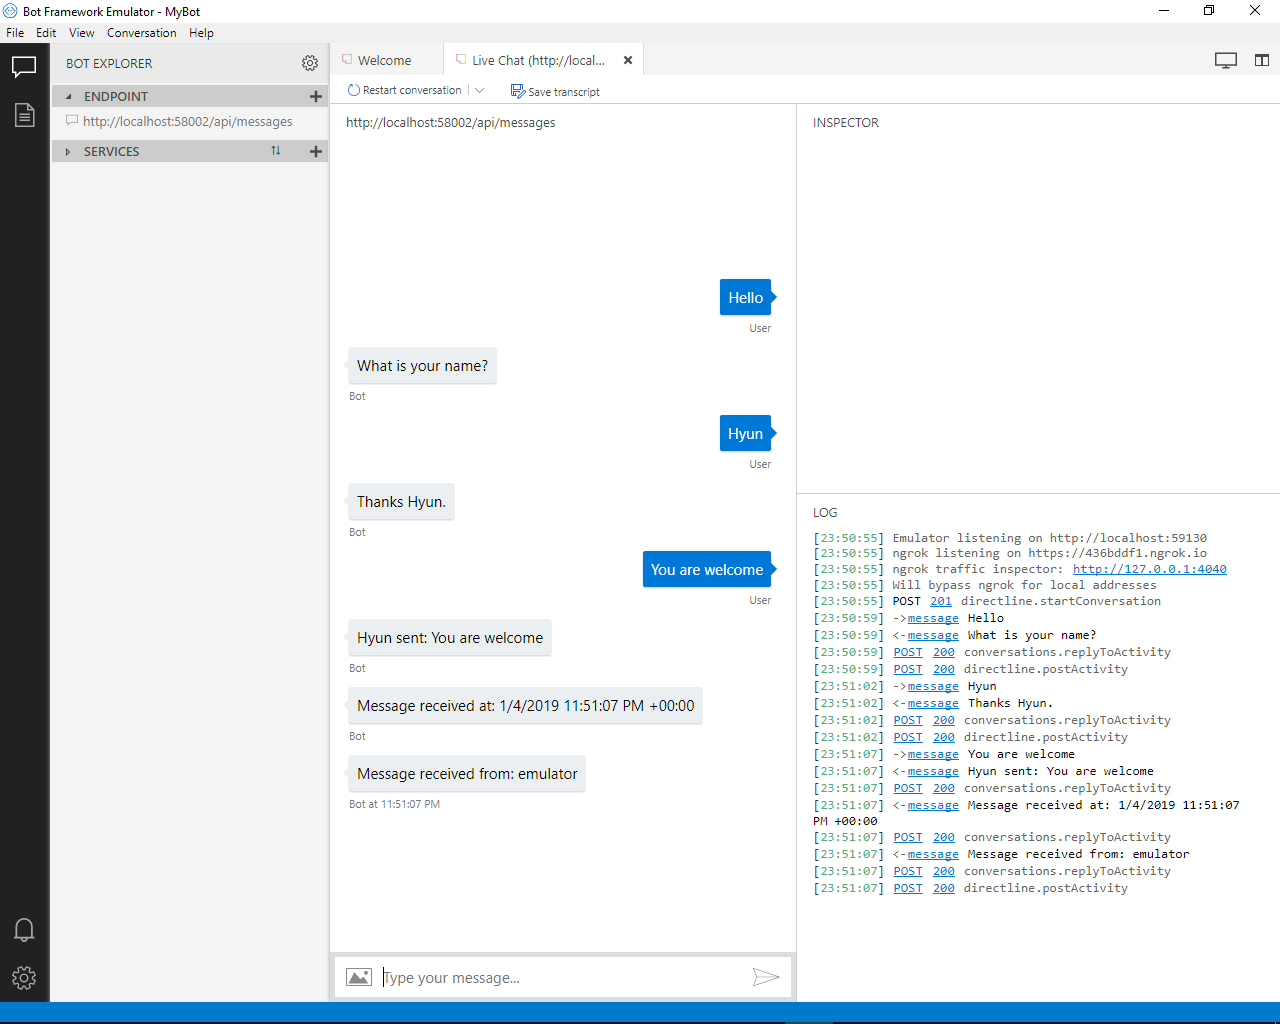 Bot Framework Emulator - MyBot
File Edit View Conversation Help
BOT EXPLORER
ENDPOINT
http://localhost:58002/api/messages
SERVICES
Welcome
Live Chat (http://local...
Restart conversation
Save transcript
http://localhost:58002/api/messages
Hello
User
What is your name?
Bot
Hyun
User
Thanks Hyun.
Bot
You are welcome
User
Hyun sent: You are welcome
Bot
Message received at: 1/4/2019 11:51:07 PM +00:00
Bot
Message received from: emulator
Bot at 11:51:07 PM
Type your message...
INSPECTOR
LOG
[23:50:55] Emulator listening on http://localhost:59130
[23:50:55] ngrok listening on https://436bddf1.ngrok.io
[23:50:55] ngrok traffic inspector: http://127.0.0.1:4040
[23:50:55] Will bypass ngrok for local addresses
[23:50:55] POST 201 directline.startConversation
[23:50:59] ->message Hello
[23:50:59] <-message What is your name?
[23:50:59] POST 200 conversations.replyToActivity
[23:50:59] POST 200 directline.postActivity
[23:51:02] ->message Hyun
[23:51:02] <-message Thanks Hyun.
[23:51:02] POST 200 conversations.replyToActivity
[23:51:02] POST 200 directline.postActivity
[23:51:07] ->message You are welcome
[23:51:07] <-message Hyun sent: You are welcome
[23:51:07] POST 200 conversations.replyToActivity
[23:51:07] <-message Message received at: 1/4/2019 11:51:07
PM +00:00
[23:51:07] POST 200 conversations.replyToActivity
[23:51:07] <-message Message received from: emulator
[23:51:07] POST 200 conversations.replyToActivity
[23:51:07] POST 200 directline.postActivity